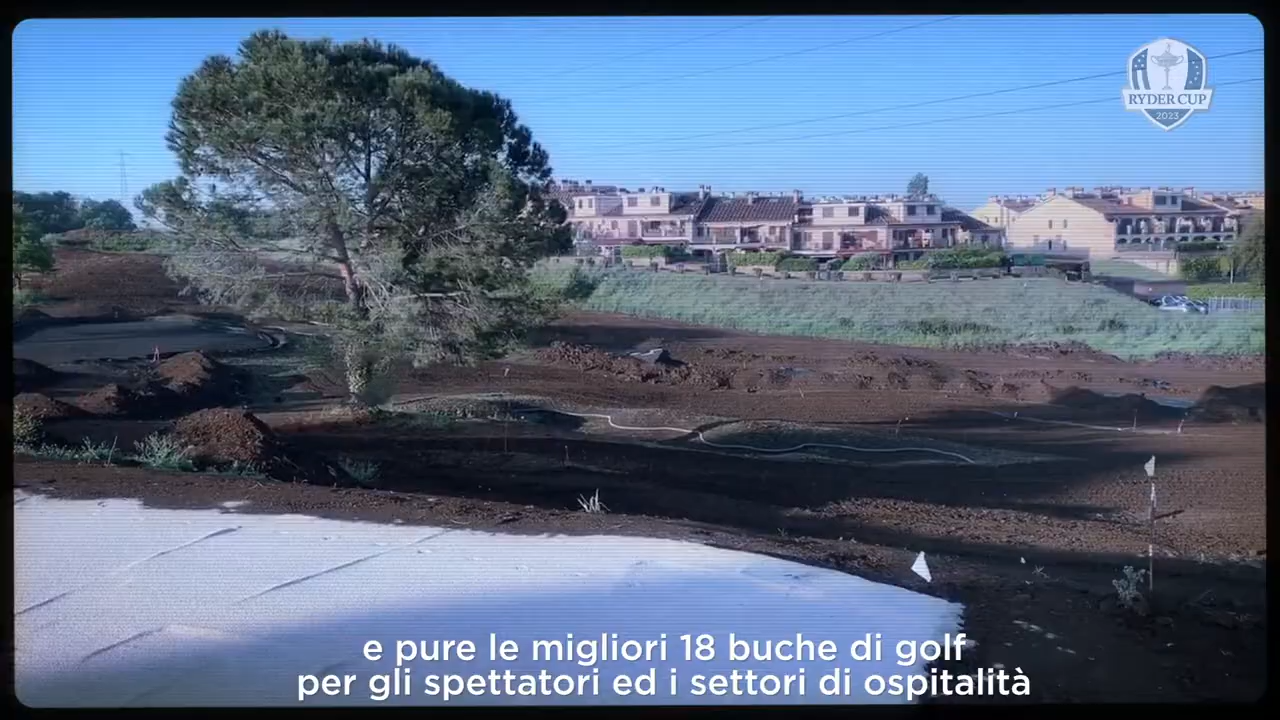 RYDER CUP
2023
e pure le migliori 18 buche di golf
per gli spettatori ed i settori di ospitalità